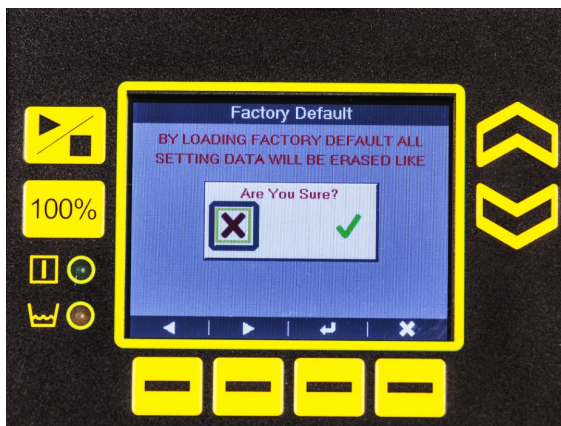 Factory Default
BY LOADING FACTORY DEFAULT ALL
SETTING DATA WILL BE ERASED LIKE
Are You Sure?
100%